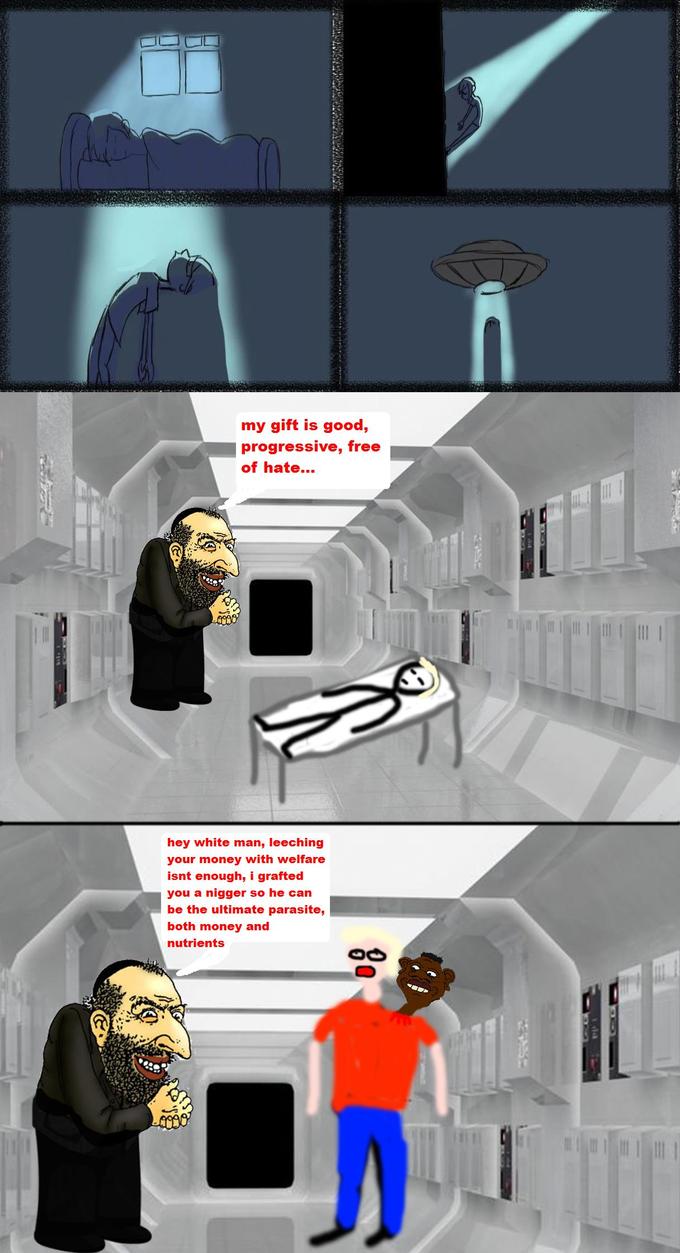 my gift is good,
progressive, free
of hate...
hey white man, leeching
your money with welfare
isnt enough, i grafted
you a nigger so he can
be the ultimate parasite,
both money and
nutrients